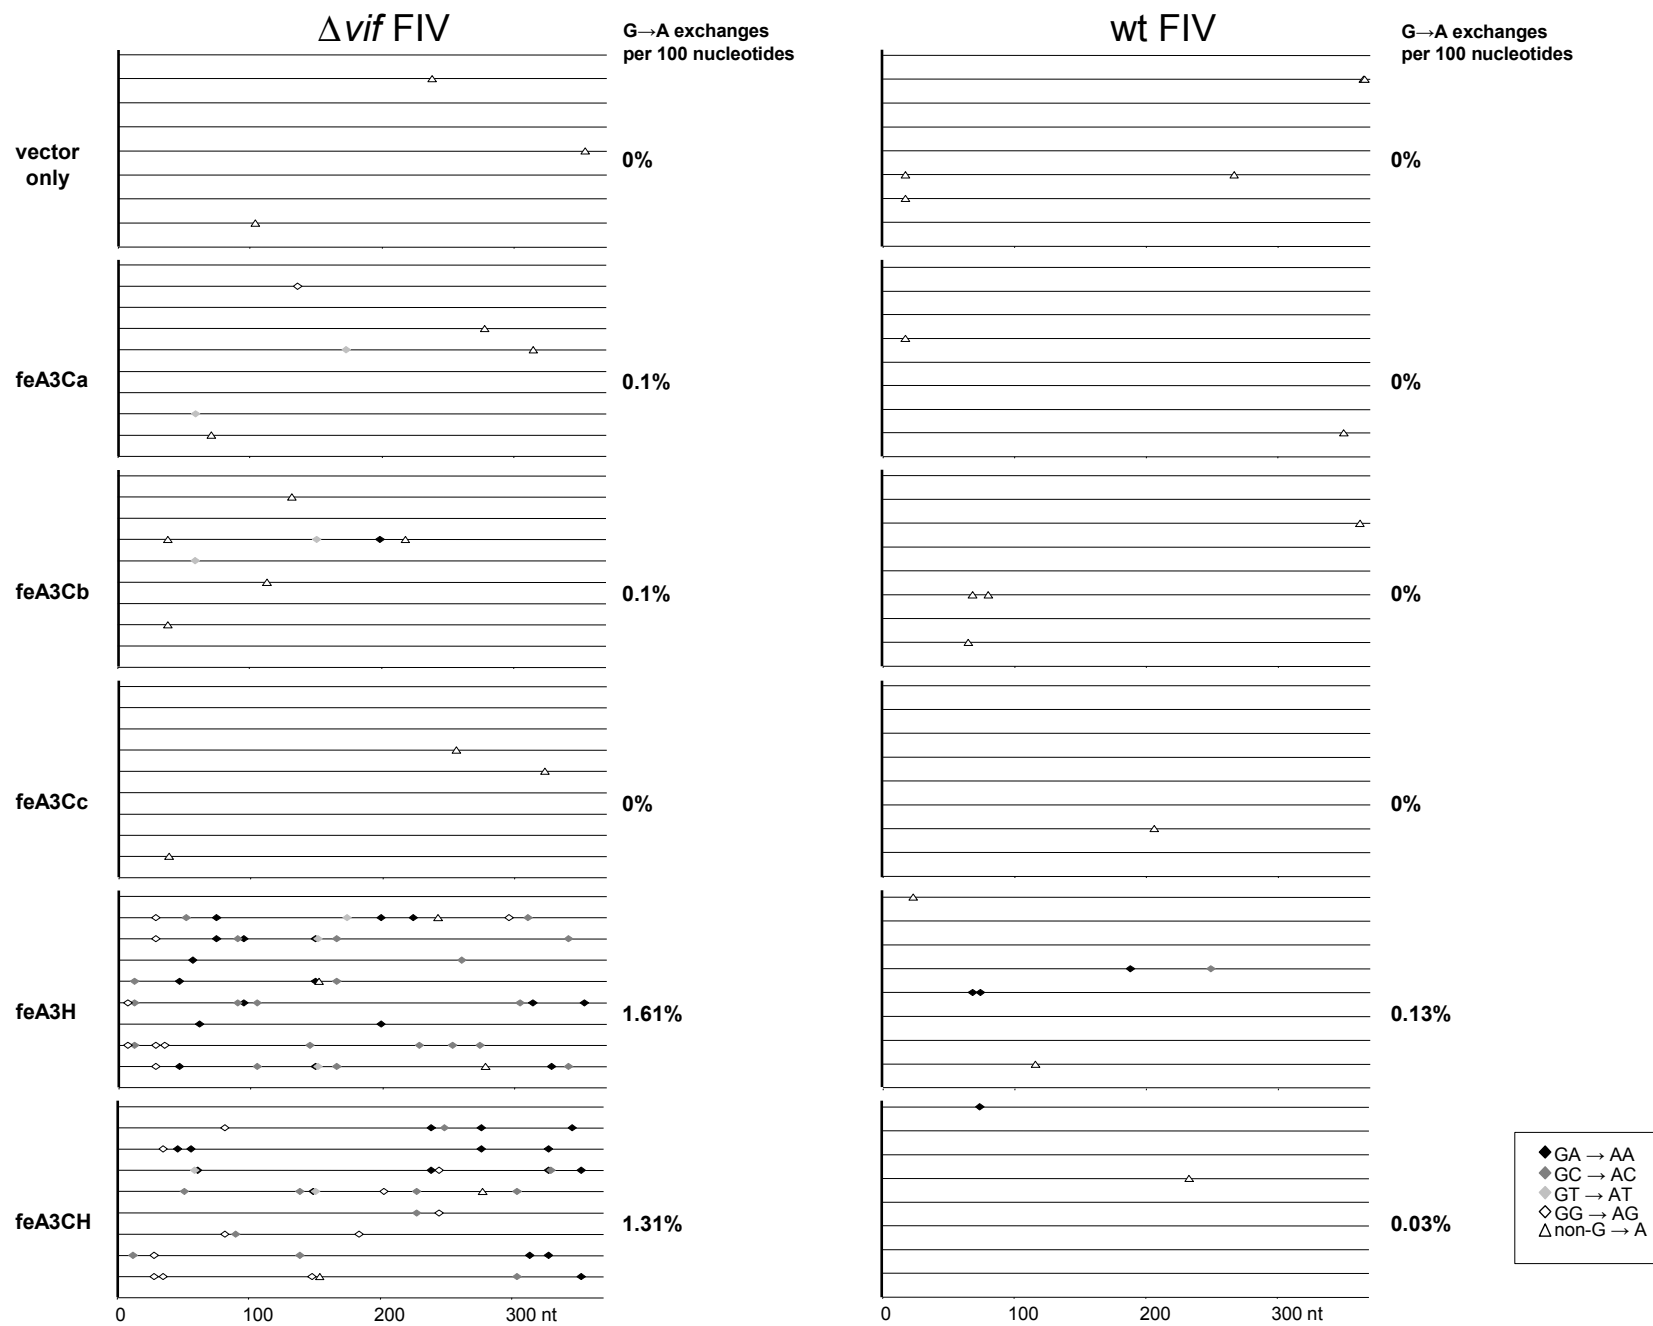 Δvif FIV
G→A exchanges
per 100 nucleotides
wt FIV
G→A exchanges
per 100 nucleotides
vector
only
0%
0%
feA3Ca
0.1%
0%
feA3Cb
0.1%
0%
feA3Cc
0%
0%
feA3H
1.61%
0.13%
feA3CH
1.31%
0.03%
GA → AA
GC → AC
GT → AT
GG → AG
non-G → A
0 100 200 300 nt
0 100 200 300 nt